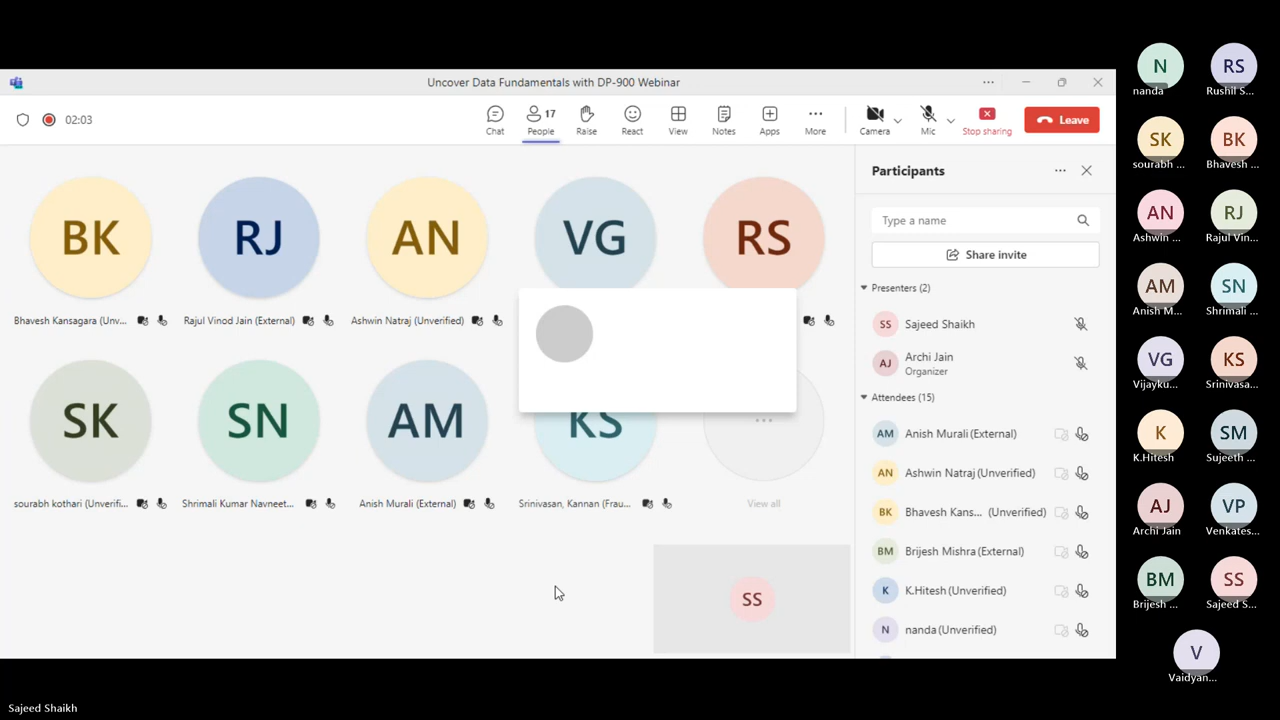 Uncover Data Fundamentals with DP-900 Webinar
02:03
Chat
17
People
Raise
React
View
Notes
Apps
More
Camera
Mic
Stop sharing
Leave
BK
RJ
AN
VG
RS
Bhavesh Kansagara (Unv...
Rajul Vinod Jain (External)
Ashwin Natraj (Unverified)
SK
SN
AM
KS
...
sourabh kothari (Unverifi...
Shrimali Kumar Navneet...
Anish Murali (External)
Srinivasan, Kannan (Frau...
View all
SS
Participants
Type a name
Share invite
Presenters (2)
SS
Sajeed Shaikh
AJ
Archi Jain
Organizer
Attendees (15)
AM
Anish Murali (External)
AN
Ashwin Natraj (Unverified)
BK
Bhavesh Kans... (Unverified)
BM
Brijesh Mishra (External)
K
K.Hitesh (Unverified)
N
nanda (Unverified)
N
nanda
RS
Rushil S...
SK
sourabh ...
BK
Bhavesh ...
AN
Ashwin ...
RJ
Rajul Vin...
AM
Anish M...
SN
Shrimali ...
VG
Vijayku...
KS
Srinivasa...
K
K.Hitesh
SM
Sujeeth ...
AJ
Archi Jain
VP
Venkates...
BM
Brijesh ...
SS
Sajeed S...
V
Vaidyan...
Sajeed Shaikh